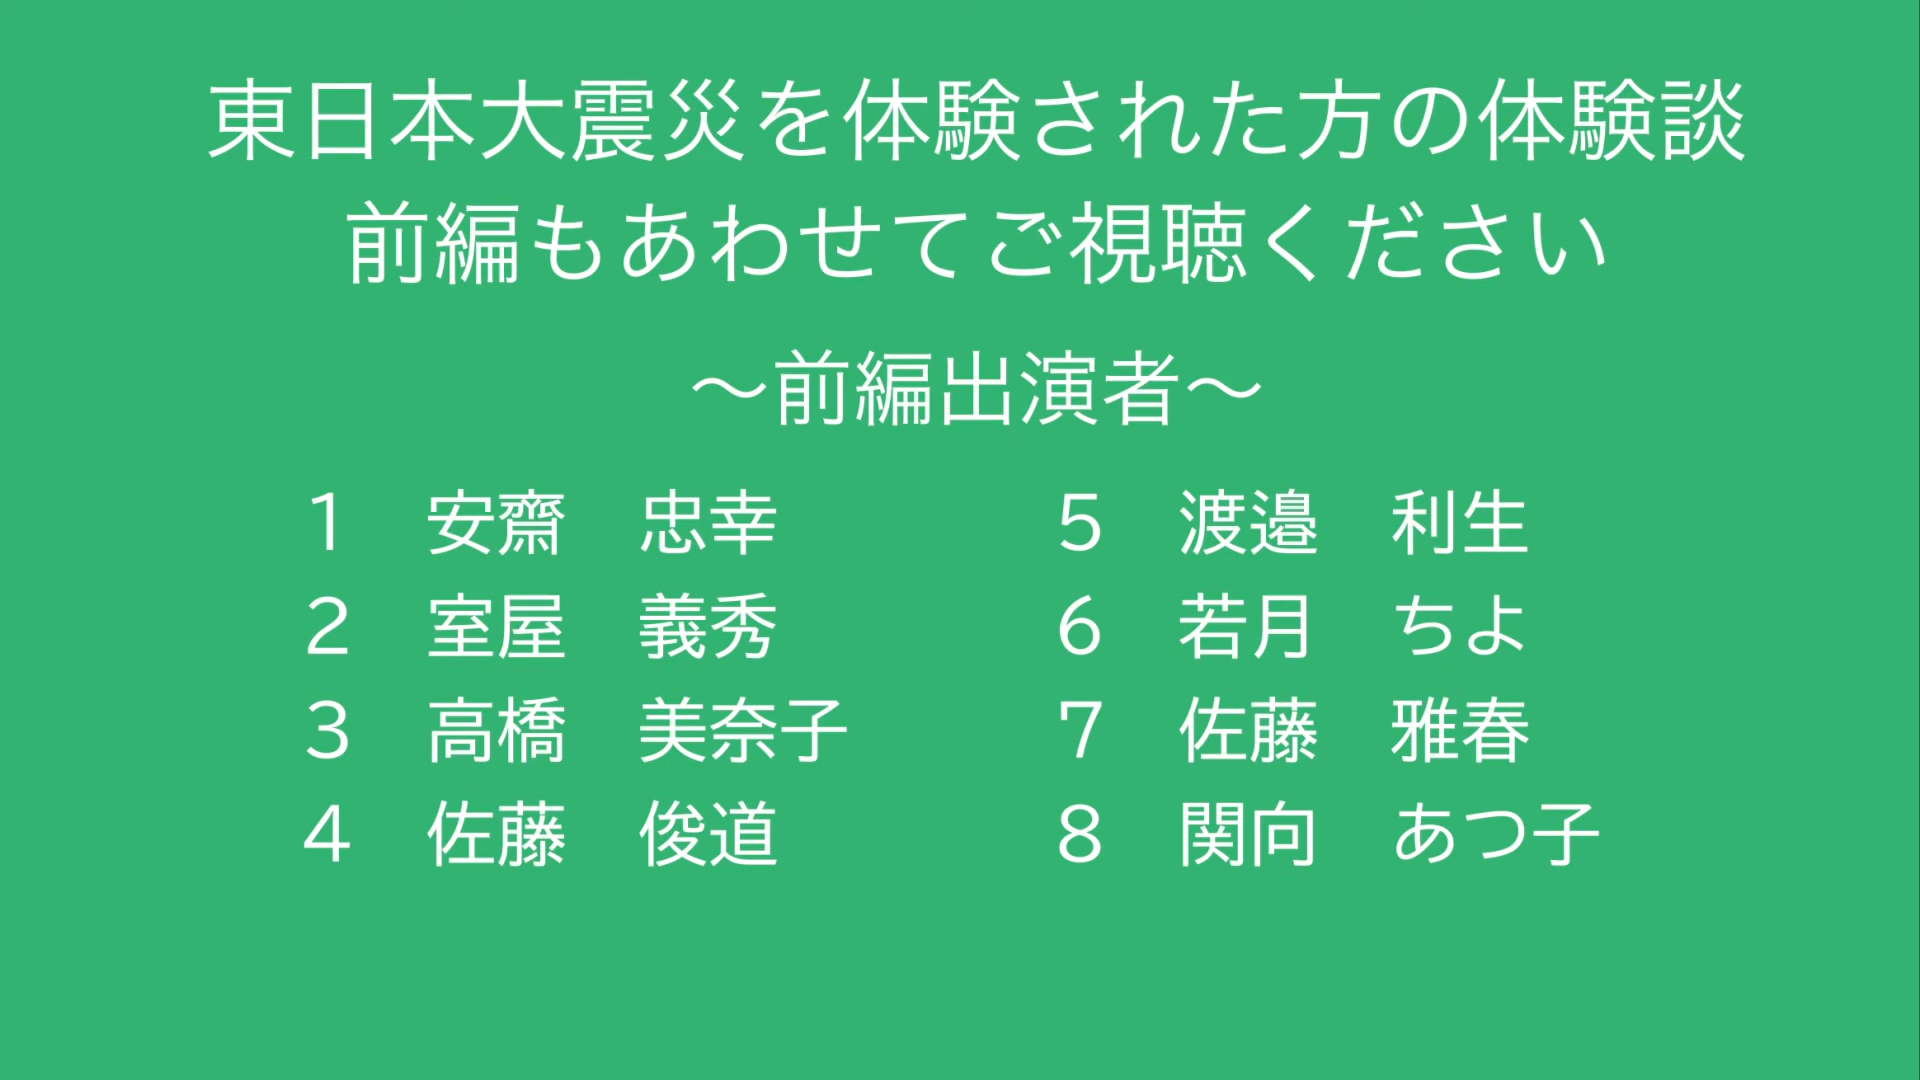 東日本大震災を体験された方の体験談
前編もあわせてご視聴ください
～前編出演者～
1　安齋　忠幸
2　室屋　義秀
3　高橋　美奈子
4　佐藤　俊道
5　渡邉　利生
6　若月　ちよ
7　佐藤　雅春
8　関向　あつ子